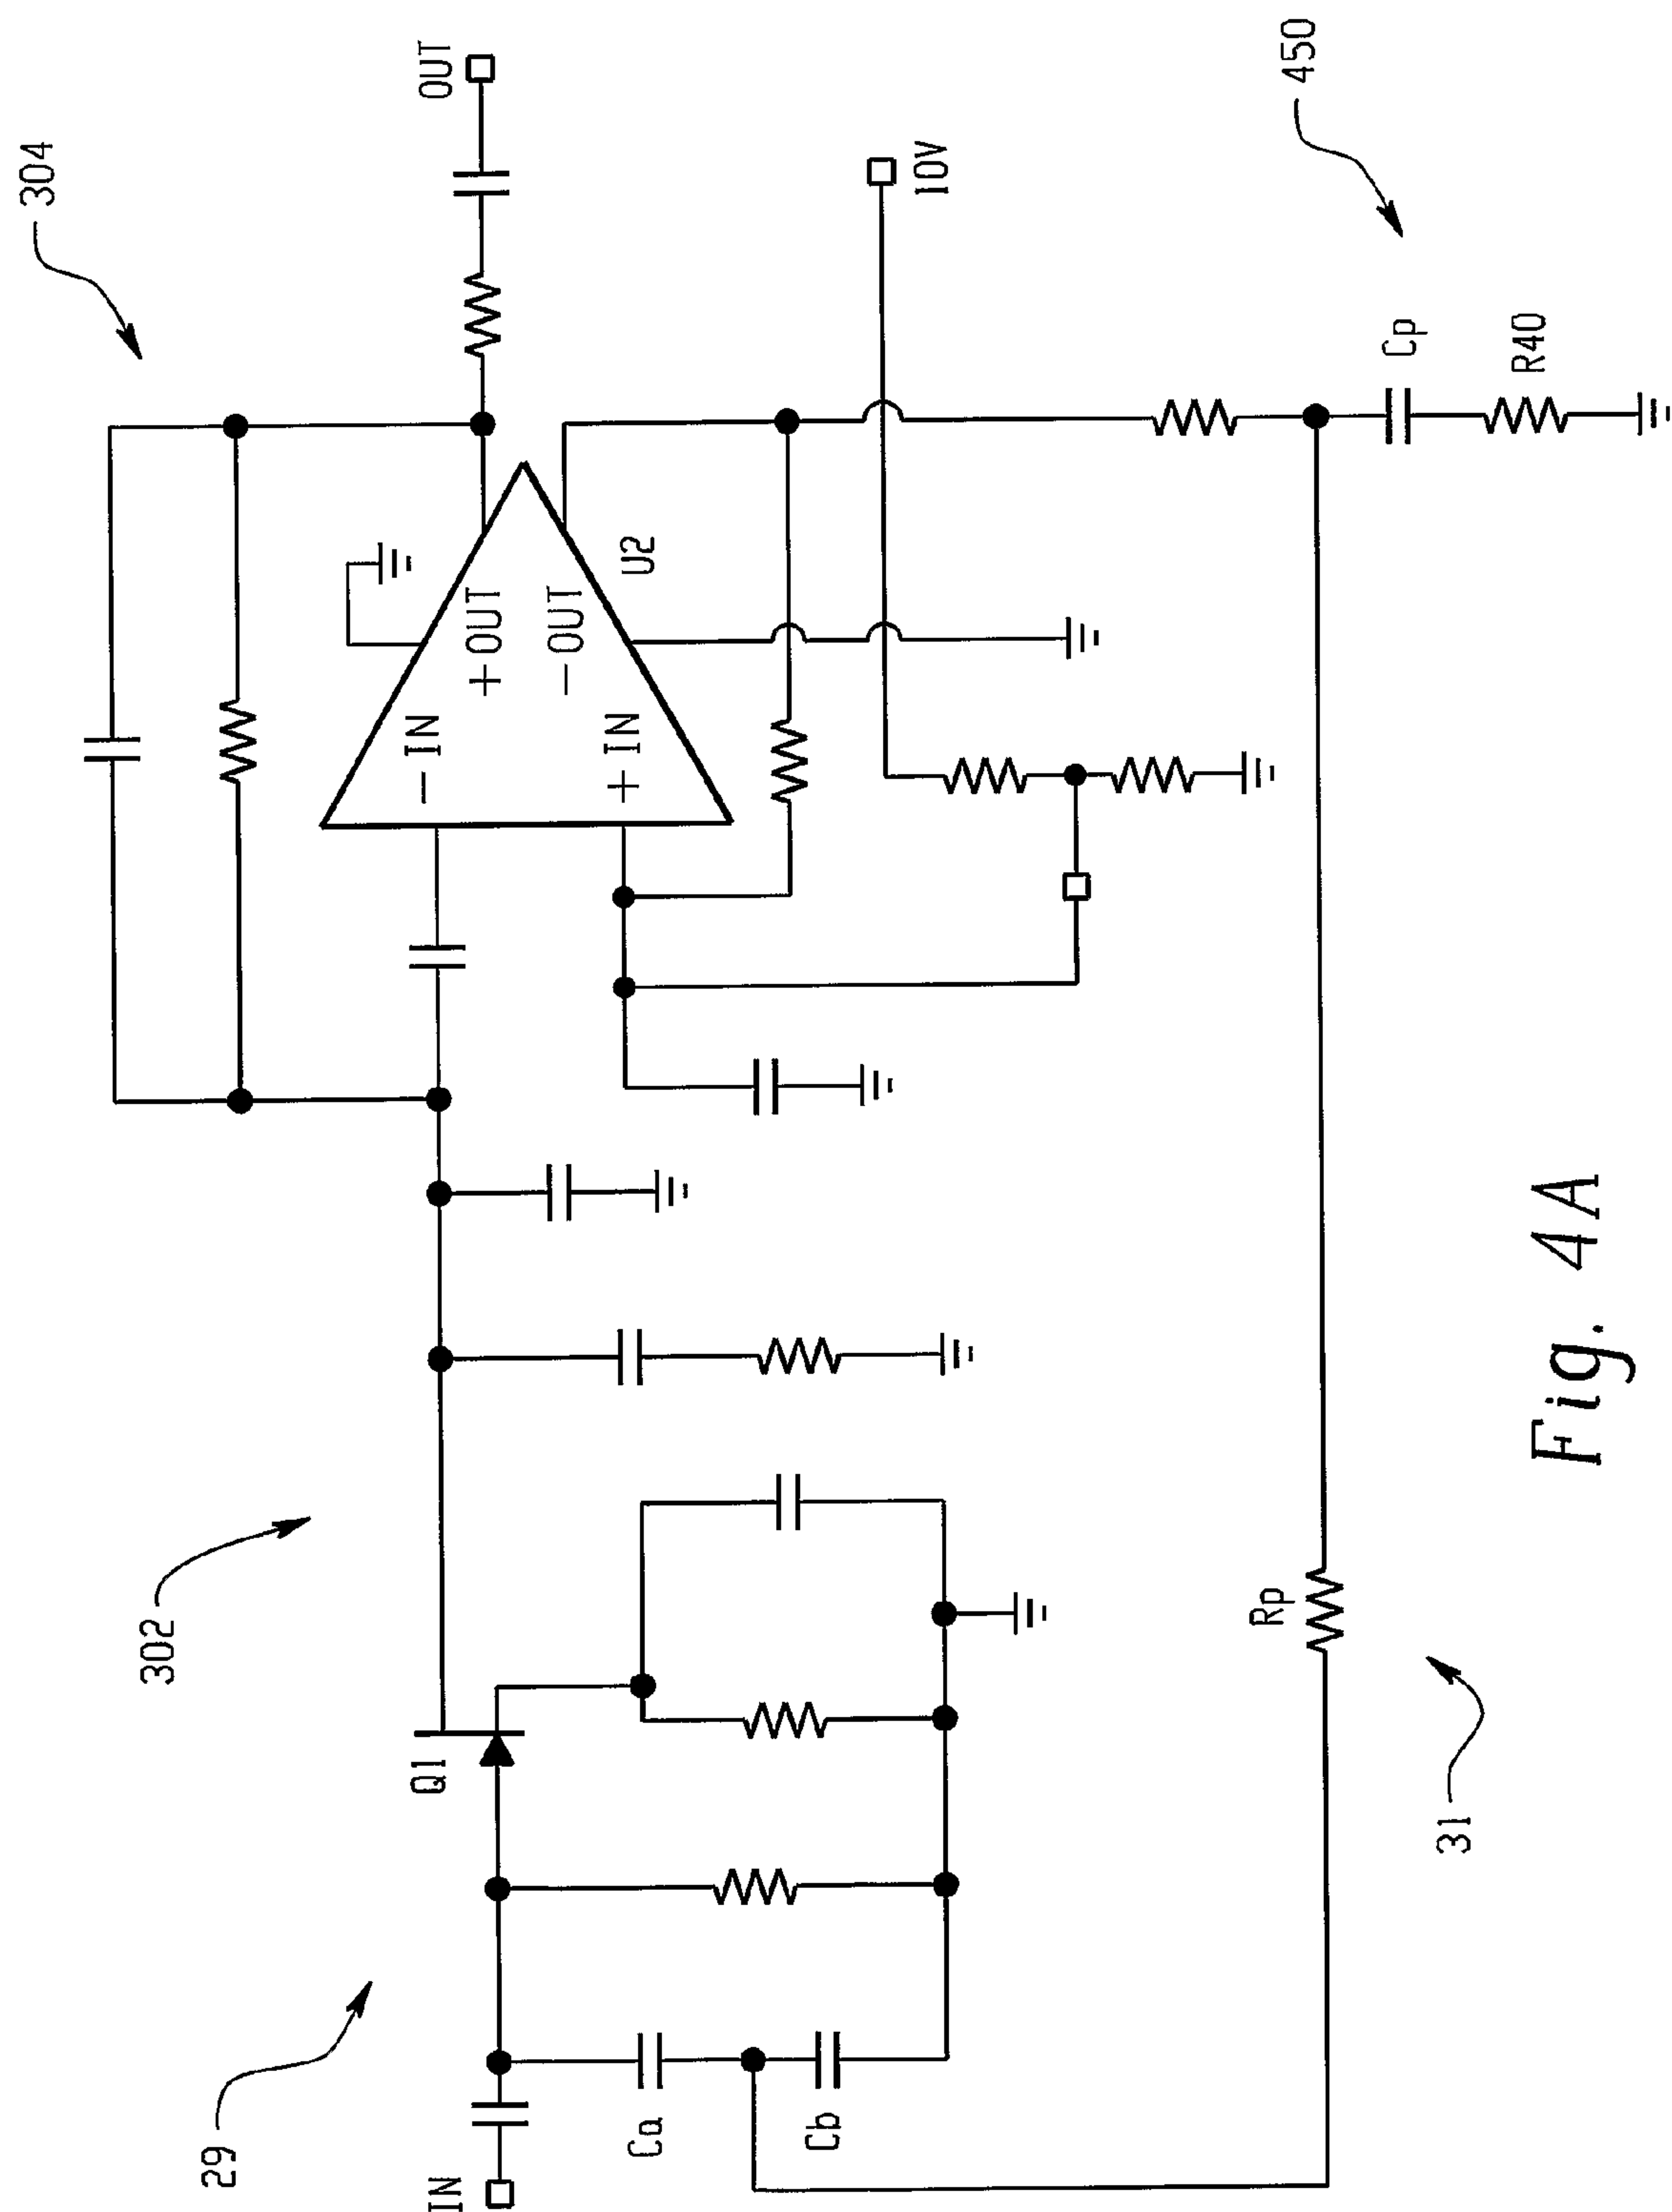 304
OUT
-IN
+OUT
-OUT
+IN
U2
10V
302
Q1
29
IN
Ca
Cb
Rp
31
450
Cp
R40
Fig. 4A